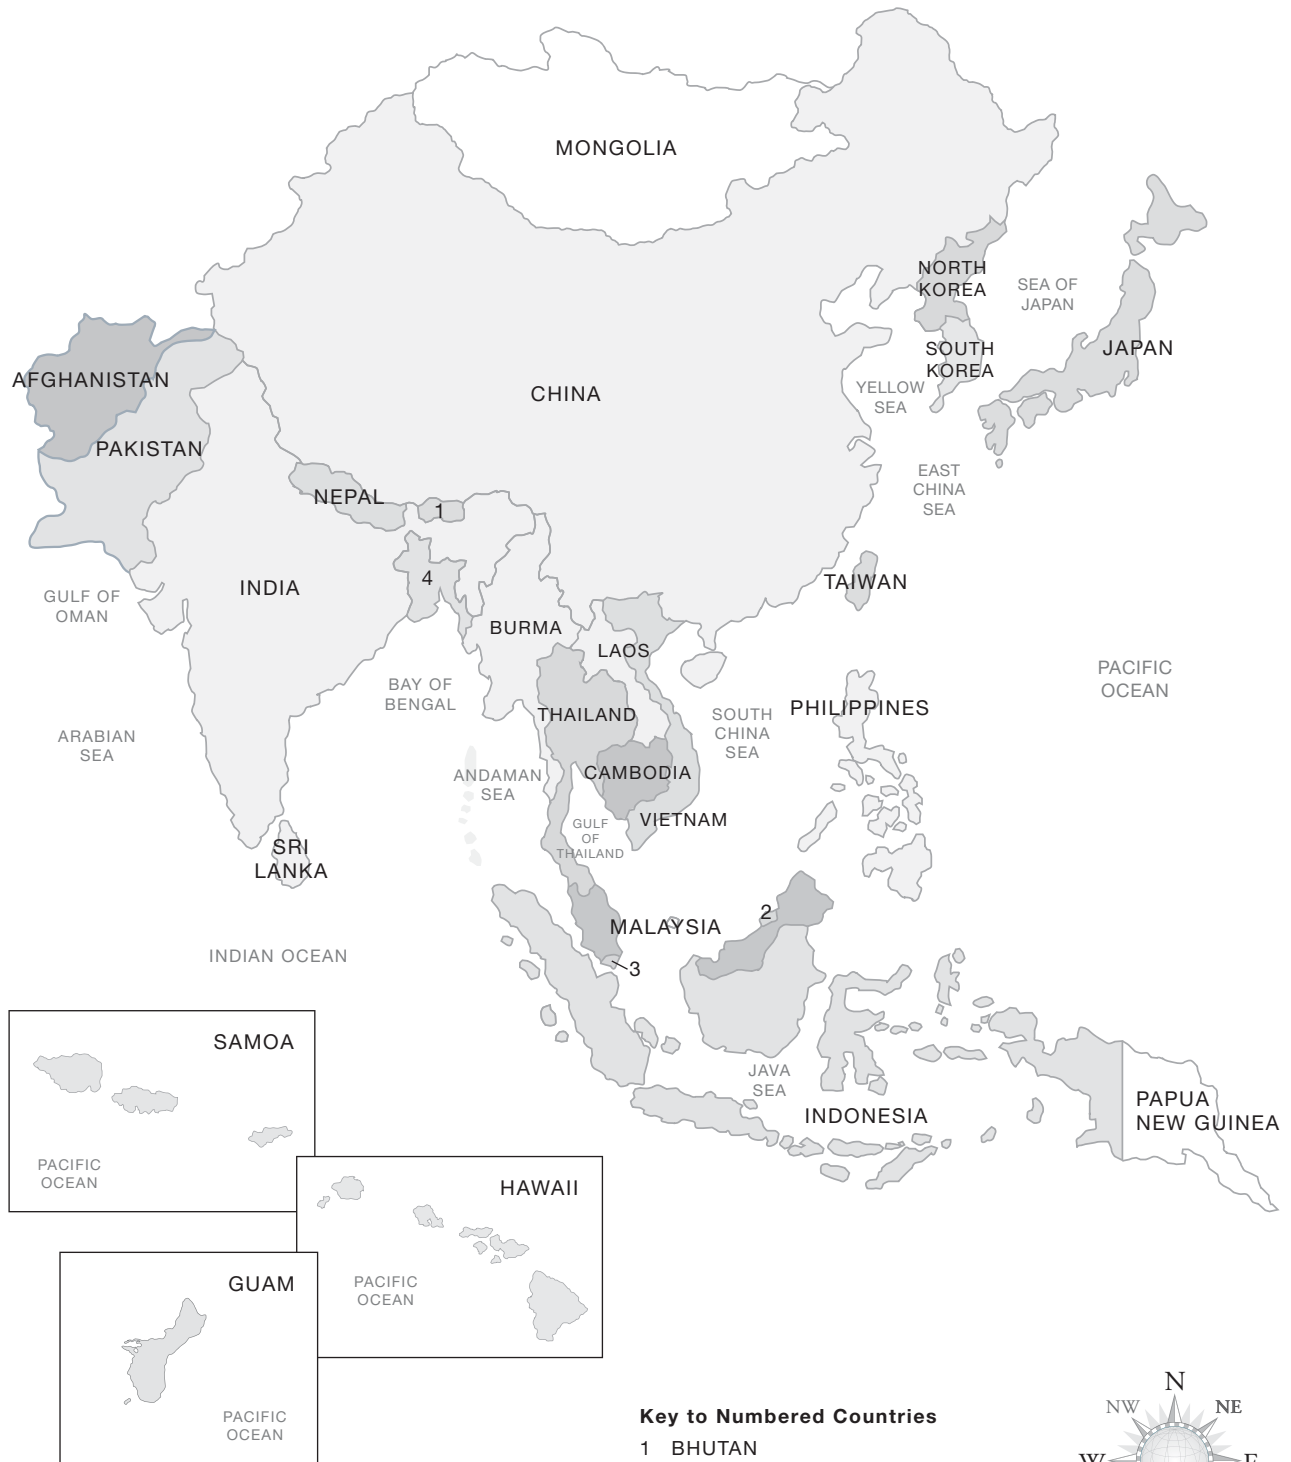 MONGOLIA
NORTH
KOREA
SEA OF
JAPAN
SOUTH
KOREA
JAPAN
AFGHANISTAN
CHINA
YELLOW
SEA
PAKISTAN
EAST
CHINA
SEA
NEPAL
1
4
INDIA
TAIWAN
GULF OF
OMAN
BURMA
LAOS
BAY OF
BENGAL
PACIFIC
OCEAN
PHILIPPINES
THAILAND
SOUTH
CHINA
SEA
ARABIAN
SEA
ANDAMAN
SEA
CAMBODIA
VIETNAM
GULF
OF
THAILAND
SRI
LANKA
2
MALAYSIA
INDIAN OCEAN
3
SAMOA
JAVA
SEA
INDONESIA
PAPUA
NEW GUINEA
PACIFIC
OCEAN
HAWAII
PACIFIC
OCEAN
GUAM
PACIFIC
OCEAN
Key to Numbered Countries
1 BHUTAN
N
NW
NE
W
E